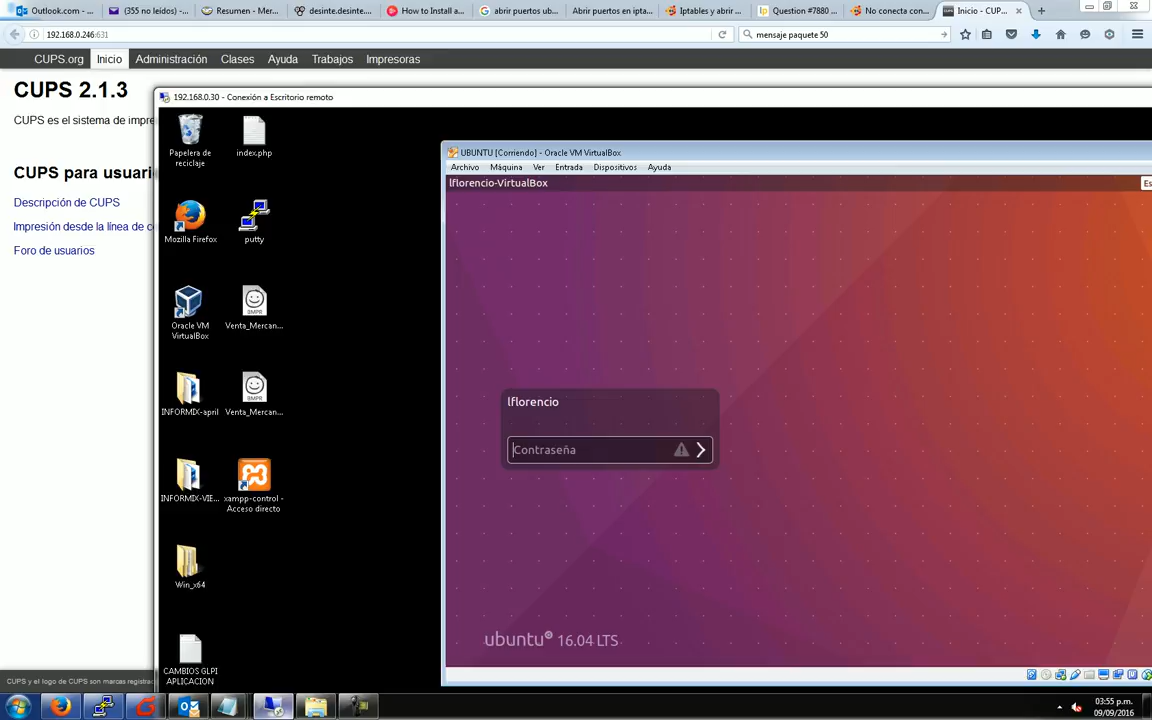 Outlook.com - ...
(355 no leídos) - ...
Resumen - Mer...
desinte.desinte....
How to Install a...
abrir puertos ub...
Abrir puertos en ipta...
Iptables y abrir ...
Question #7880 ...
No conecta con...
Inicio - CUP...
192.168.0.246:631
mensaje paquete 50
CUPS.org
Inicio
Administración
Clases
Ayuda
Trabajos
Impresoras
CUPS 2.1.3
CUPS es el sistema de impre
CUPS para usuari
Descripción de CUPS
Impresión desde la línea de co
Foro de usuarios
CUPS y el logo de CUPS son marcas registrad
192.168.0.30 - Conexión a Escritorio remoto
Papelera de
reciclaje
index.php
Mozilla Firefox
putty
Oracle VM
VirtualBox
BMPR
Venta_Mercan...
INFORMIX-april
BMPR
Venta_Mercan...
INFORMIX-VIE...
xampp-control -
Acceso directo
Win_x64
CAMBIOS GLPI
APLICACION
UBUNTU [Corriendo] - Oracle VM VirtualBox
Archivo
Máquina
Ver
Entrada
Dispositivos
Ayuda
lflorencio-VirtualBox
Es
lflorencio
Contraseña
ubuntu® 16.04 LTS
03:55 p.m.
09/09/2016